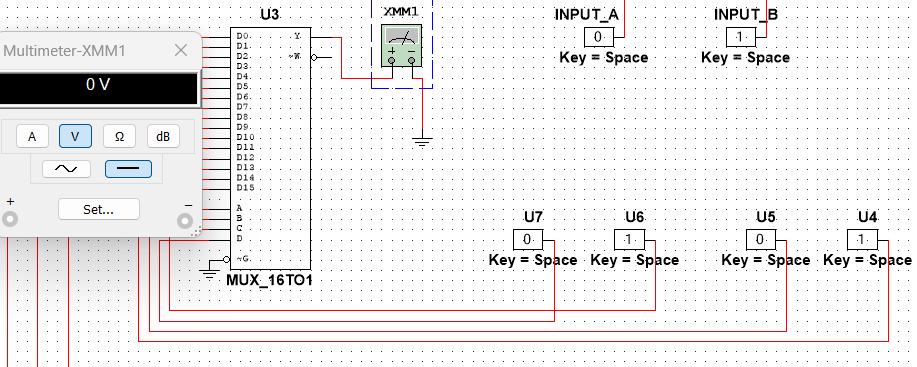 U3
XMM1
INPUT_A
INPUT_B
0
1
Key = Space
Key = Space
Multimeter-XMM1
0 V
A
V
Ω
dB
Set...
+
−
D0
D1
D2
D3
D4
D5
D6
D7
D8
D9
D10
D11
D12
D13
D14
D15
A
B
C
D
~G
Y
~W
+
-
MUX_16TO1
U7
U6
U5
U4
0
1
0
1
Key = Space
Key = Space
Key = Space
Key = Space